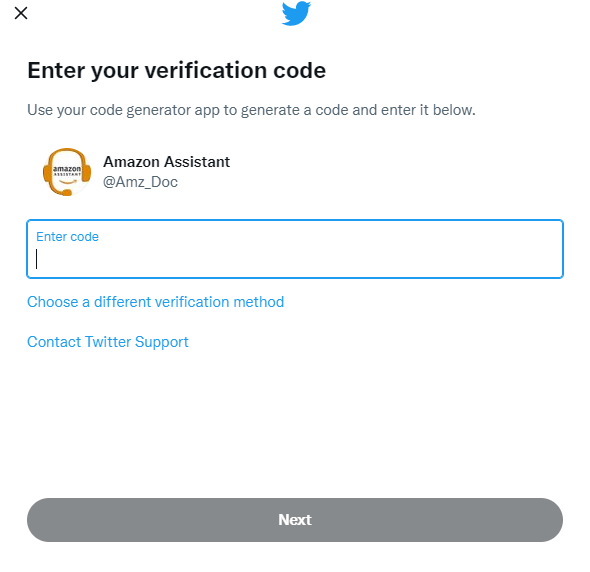 Enter your verification code
Use your code generator app to generate a code and enter it below.
amazon
ASSISTANT
Amazon Assistant
@Amz_Doc
Enter code
Choose a different verification method
Contact Twitter Support
Next